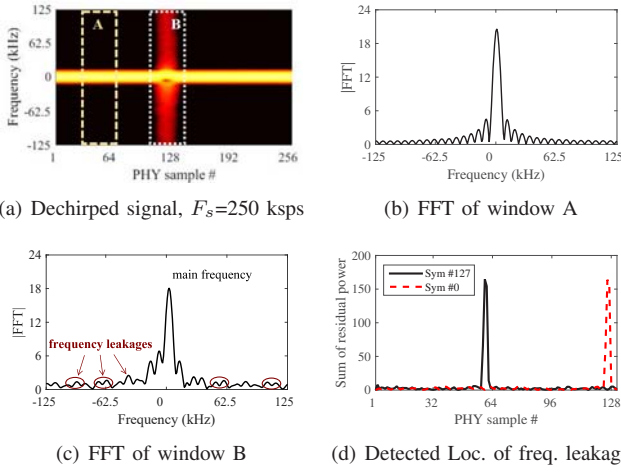 A
B
Frequency (kHz)
125
62.5
0
-62.5
-125
1 64 128 192 256
PHY sample #
(a) Dechirped signal, Fs=250 ksps
|FFT|
24
18
12
6
0
-125 -62.5 0 62.5 125
Frequency (kHz)
(b) FFT of window A
|FFT|
24
18
12
6
0
main frequency
frequency leakages
-125 -62.5 0 62.5 125
Frequency (kHz)
(c) FFT of window B
Sum of residual power
200
150
100
50
0
Sym #127
Sym #0
1 32 64 96 128
PHY sample #
(d) Detected Loc. of freq. leakag